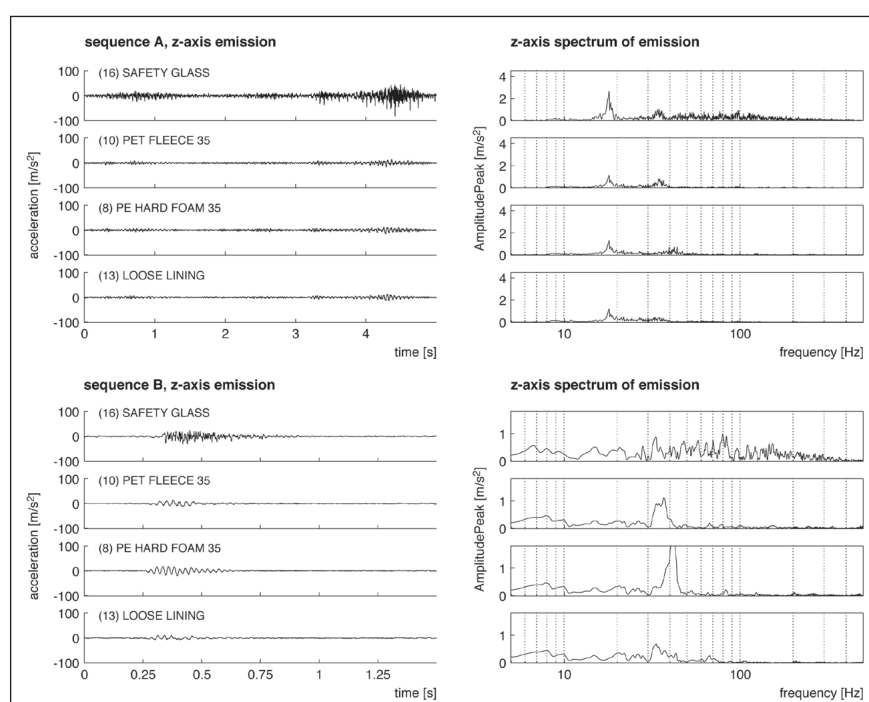 sequence A, z-axis emission
z-axis spectrum of emission
acceleration [m/s²]
100
0
-100
(16) SAFETY GLASS
100
0
-100
(10) PET FLEECE 35
100
0
-100
(8) PE HARD FOAM 35
100
0
-100
(13) LOOSE LINING
0 1 2 3 4
time [s]
AmplitudePeak [m/s²]
4
2
0
4
2
0
4
2
0
4
2
0
10 100
frequency [Hz]
sequence B, z-axis emission
z-axis spectrum of emission
acceleration [m/s²]
100
0
-100
(16) SAFETY GLASS
100
0
-100
(10) PET FLEECE 35
100
0
-100
(8) PE HARD FOAM 35
100
0
-100
(13) LOOSE LINING
0 0.25 0.5 0.75 1 1.25
time [s]
AmplitudePeak [m/s²]
1
0
1
0
1
0
1
0
10 100
frequency [Hz]